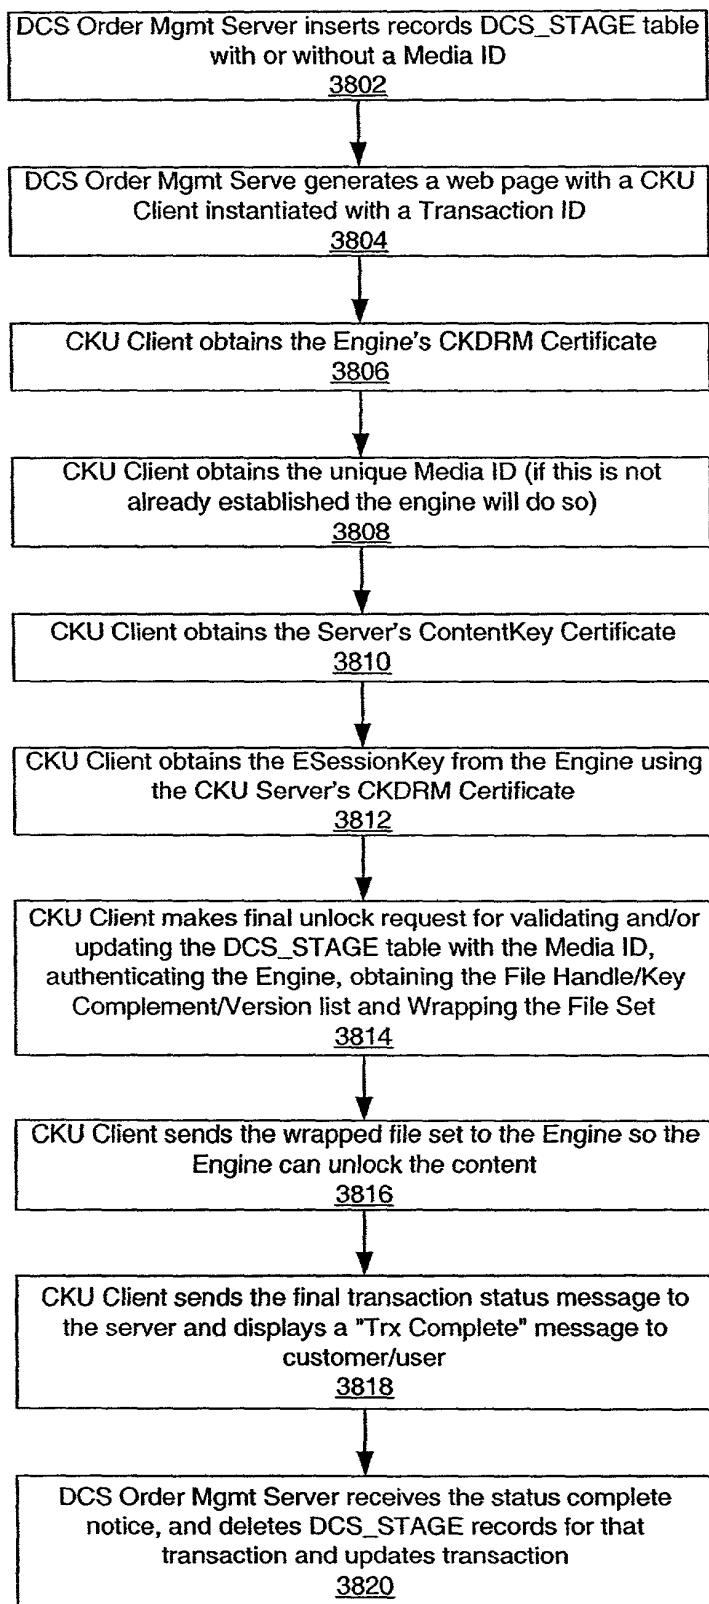 DCS Order Mgmt Server inserts records DCS_STAGE table
with or without a Media ID
3802
DCS Order Mgmt Serve generates a web page with a CKU
Client instantiated with a Transaction ID
3804
CKU Client obtains the Engine's CKDRM Certificate
3806
CKU Client obtains the unique Media ID (if this is not
already established the engine will do so)
3808
CKU Client obtains the Server's ContentKey Certificate
3810
CKU Client obtains the ESessionKey from the Engine using
the CKU Server's CKDRM Certificate
3812
CKU Client makes final unlock request for validating and/or
updating the DCS_STAGE table with the Media ID,
authenticating the Engine, obtaining the File Handle/Key
Complement/Version list and Wrapping the File Set
3814
CKU Client sends the wrapped file set to the Engine so the
Engine can unlock the content
3816
CKU Client sends the final transaction status message to
the server and displays a "Trx Complete" message to
customer/user
3818
DCS Order Mgmt Server receives the status complete
notice, and deletes DCS_STAGE records for that
transaction and updates transaction
3820